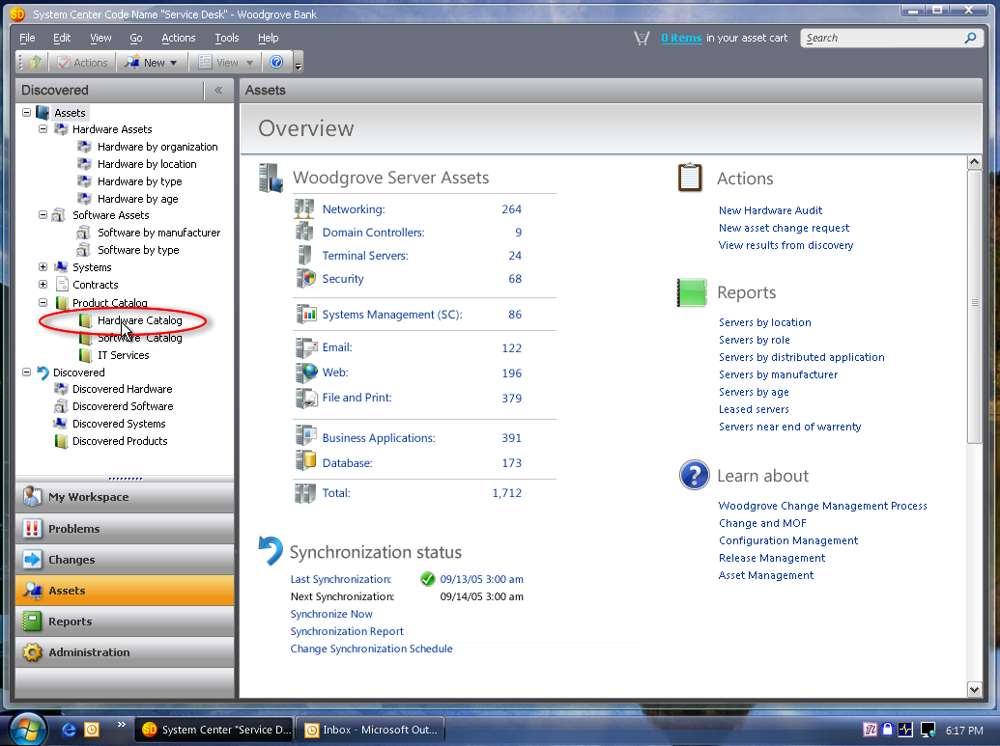 System Center Code Name "Service Desk" - Woodgrove Bank
File Edit View Go Actions Tools Help
0 items in your asset cart
Search
Actions New View
Discovered
Assets
Hardware Assets
Hardware by organization
Hardware by location
Hardware by type
Hardware by age
Software Assets
Software by manufacturer
Software by type
Systems
Contracts
Product Catalog
Hardware Catalog
Software Catalog
IT Services
Discovered
Discovered Hardware
Discovererd Software
Discovered Systems
Discovered Products
My Workspace
Problems
Changes
Assets
Reports
Administration
Assets
Overview
Woodgrove Server Assets
Networking: 264
Domain Controllers: 9
Terminal Servers: 24
Security 68
Systems Management (SC): 86
Email: 122
Web: 196
File and Print: 379
Business Applications: 391
Database: 173
Total: 1,712
Synchronization status
Last Synchronization: 09/13/05 3:00 am
Next Synchronization: 09/14/05 3:00 am
Synchronize Now
Synchronization Report
Change Synchronization Schedule
Actions
New Hardware Audit
New asset change request
View results from discovery
Reports
Servers by location
Servers by role
Servers by distributed application
Servers by manufacturer
Servers by age
Leased servers
Servers near end of warrenty
Learn about
Woodgrove Change Management Process
Change and MOF
Configuration Management
Release Management
Asset Management
SD System Center "Service D...
Inbox - Microsoft Out...
6:17 PM